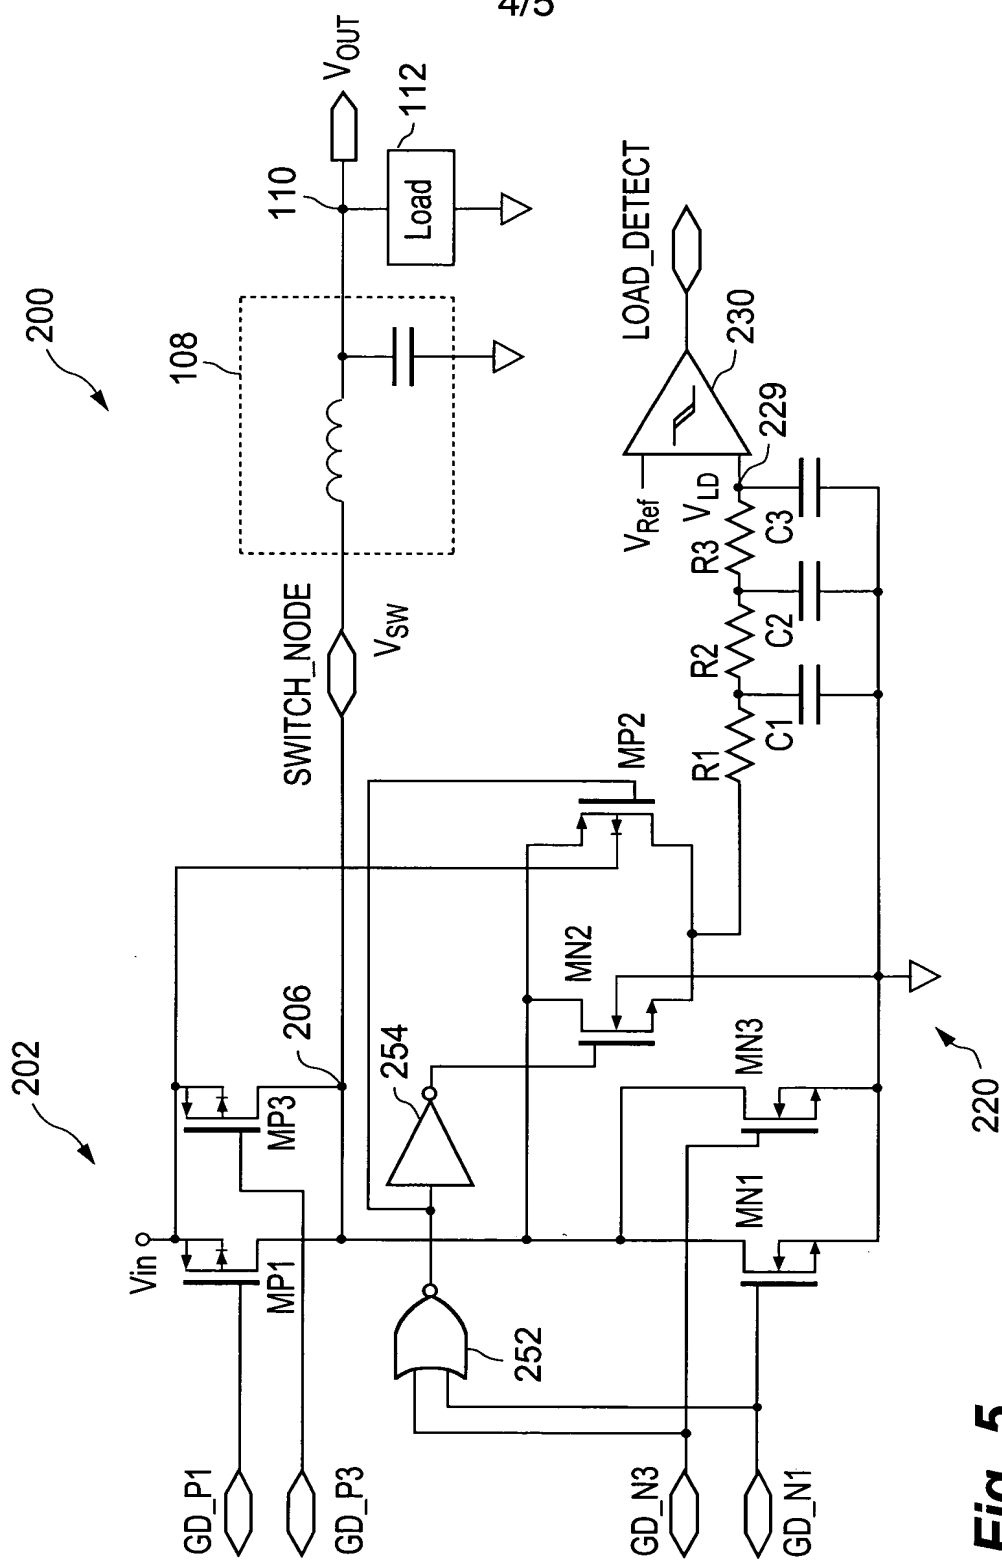 4/5
200
202
108
110
112
V_OUT
Load
SWITCH_NODE
V_SW
LOAD_DETECT
230
229
V_Ref
V_LD
Vin
MP1
MP3
206
254
252
MN2
MP2
R1
R2
R3
C1
C2
C3
MN1
MN3
220
GD_P1
GD_P3
GD_N3
GD_N1
Fig. 5